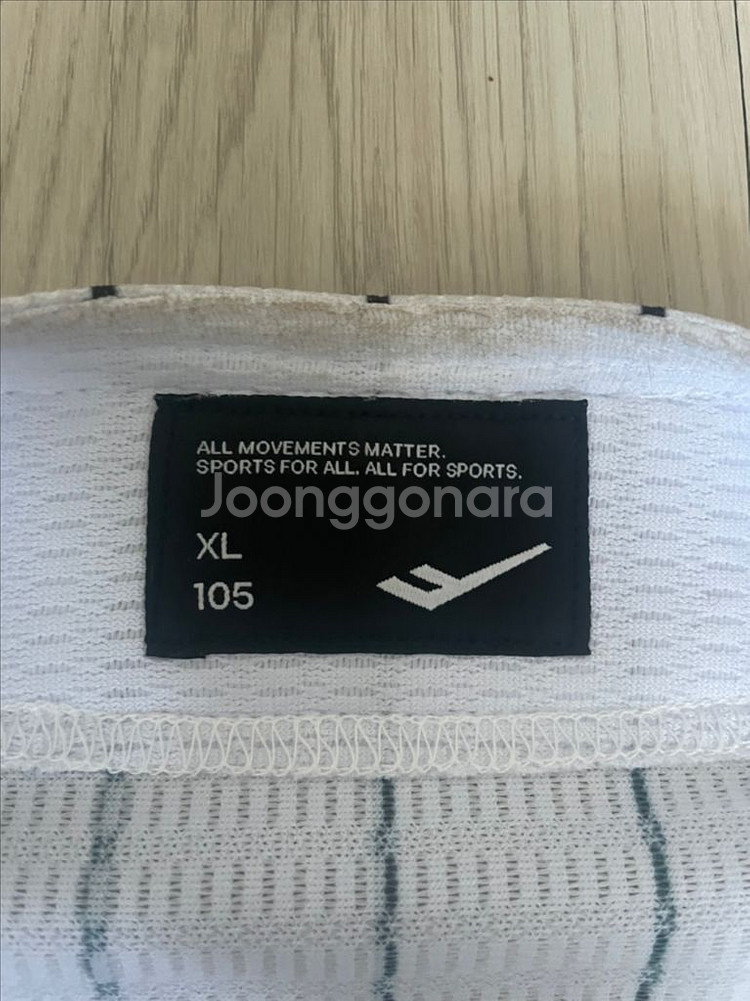 ALL MOVEMENTS MATTER.
SPORTS FOR ALL. ALL FOR SPORTS.
Joonggonara
XL
105